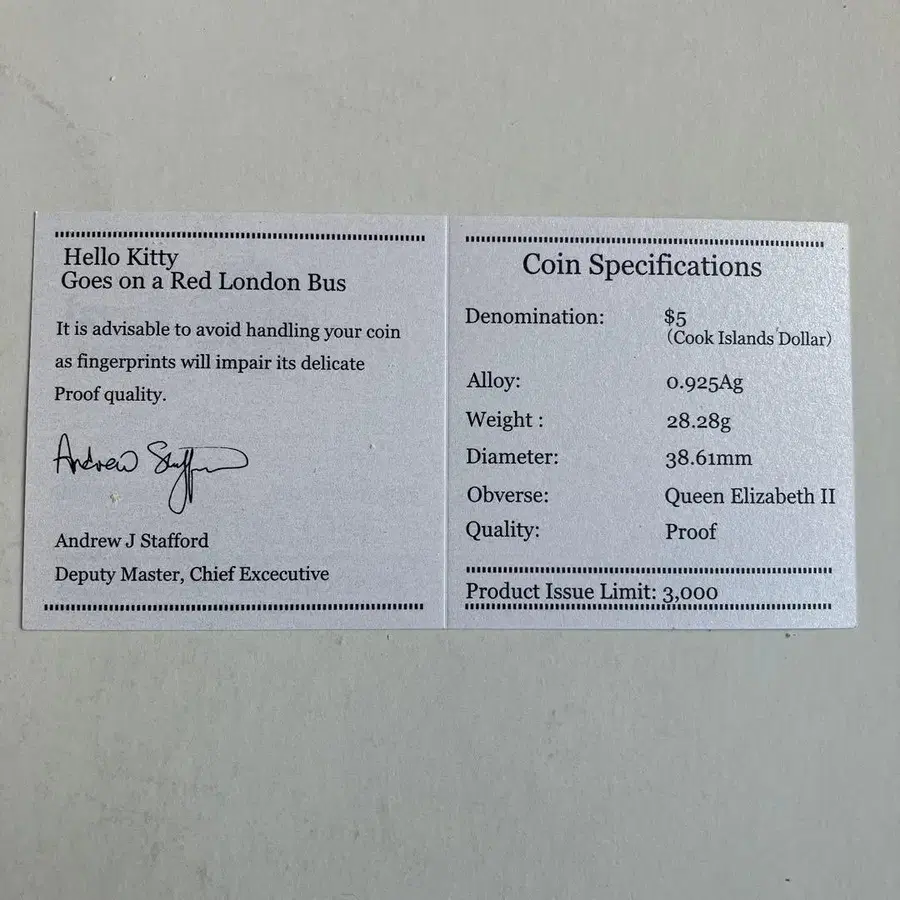 Hello Kitty
Goes on a Red London Bus
It is advisable to avoid handling your coin
as fingerprints will impair its delicate
Proof quality.
Andrew Stafford
Andrew J Stafford
Deputy Master, Chief Excecutive
Coin Specifications
Denomination: $5
(Cook Islands Dollar)
Alloy: 0.925Ag
Weight : 28.28g
Diameter: 38.61mm
Obverse: Queen Elizabeth II
Quality: Proof
Product Issue Limit: 3,000